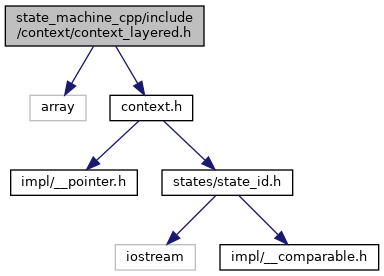 state_machine_cpp/include
/context/context_layered.h
array
context.h
impl/__pointer.h
states/state_id.h
iostream
impl/__comparable.h